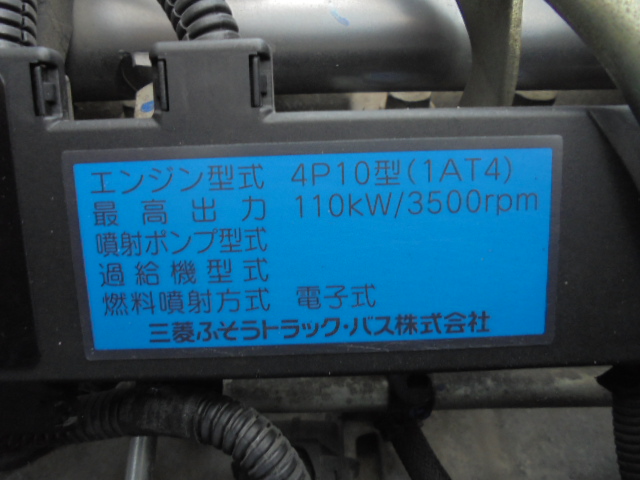 エンジン型式 4P10型(1AT4)
最高出力 110kW/3500rpm
噴射ポンプ型式
過給機型式
燃料噴射方式 電子式
三菱ふそうトラック・バス株式会社